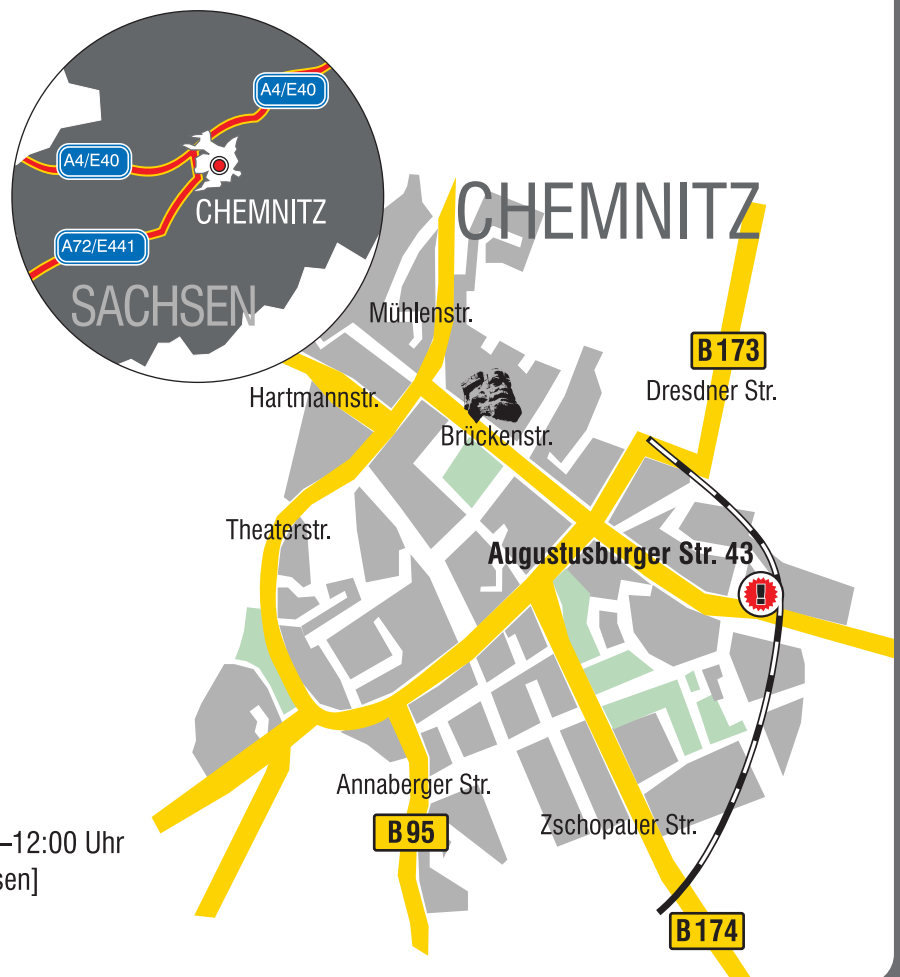 A4/E40
A4/E40
CHEMNITZ
A72/E441
SACHSEN
CHEMNITZ
Mühlenstr.
B173
Dresdner Str.
Hartmannstr.
Brückenstr.
Theaterstr.
Augustusburger Str. 43
!
Annaberger Str.
B95
Zschopauer Str.
–12:00 Uhr
sen]
B174